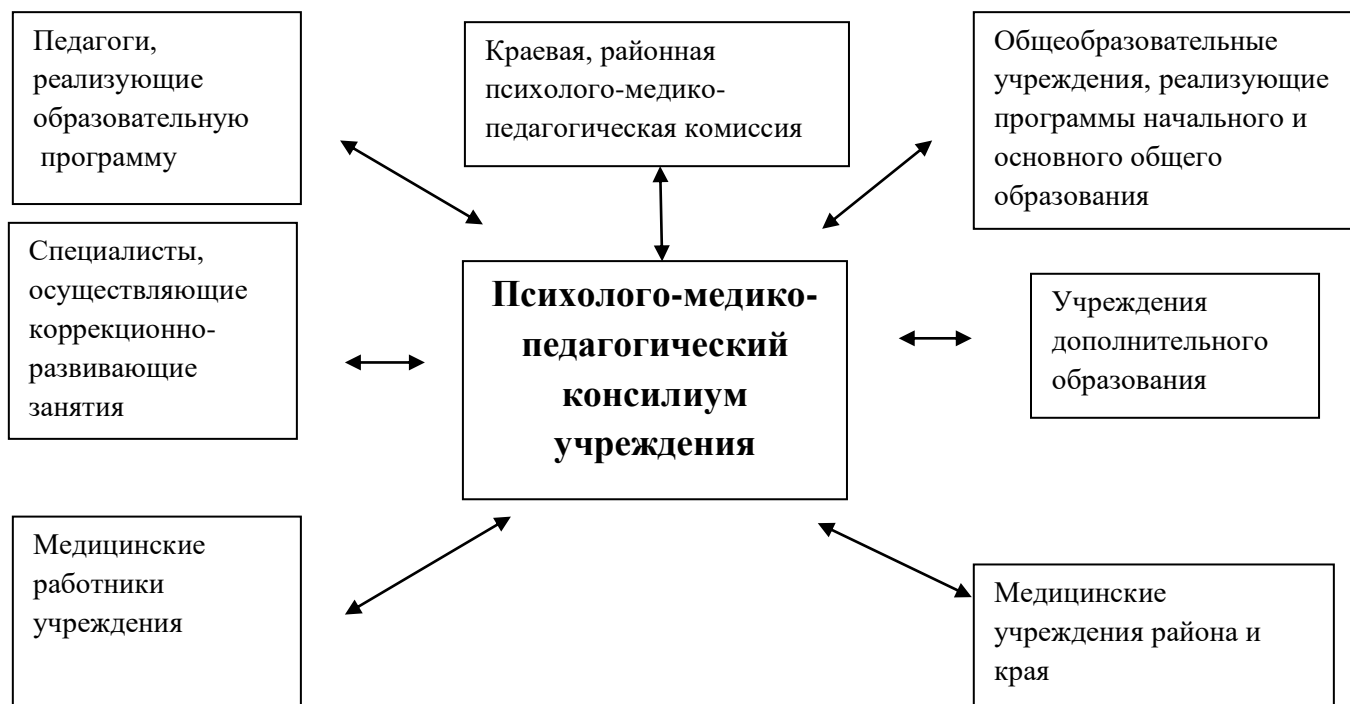 Педагоги,
реализующие
образовательную
программу
Краевая, районная
психолого-медико-
педагогическая комиссия
Общеобразовательные
учреждения, реализующие
программы начального и
основного общего
образования
Специалисты,
осуществляющие
коррекционно-
развивающие
занятия
Психолого-медико-
педагогический
консилиум
учреждения
Учреждения
дополнительного
образования
Медицинские
работники
учреждения
Медицинские
учреждения района и
края